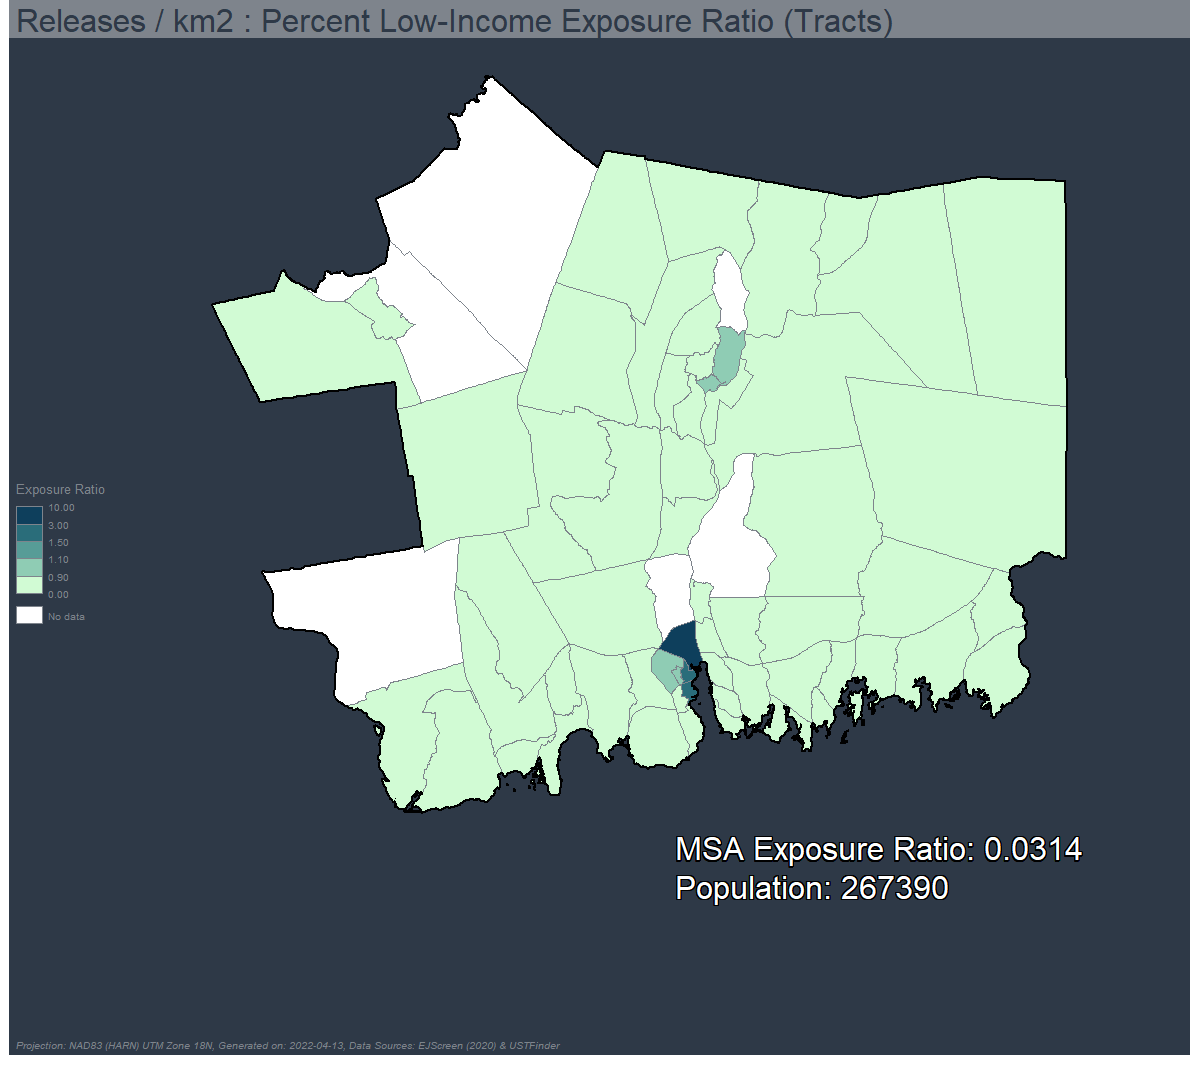 Releases / km2 : Percent Low-Income Exposure Ratio (Tracts)
Exposure Ratio
10.00
3.00
1.50
1.10
0.90
0.00
No data
MSA Exposure Ratio: 0.0314
Population: 267390
Projection: NAD83 (HARN) UTM Zone 18N, Generated on: 2022-04-13, Data Sources: EJScreen (2020) & USTFinder